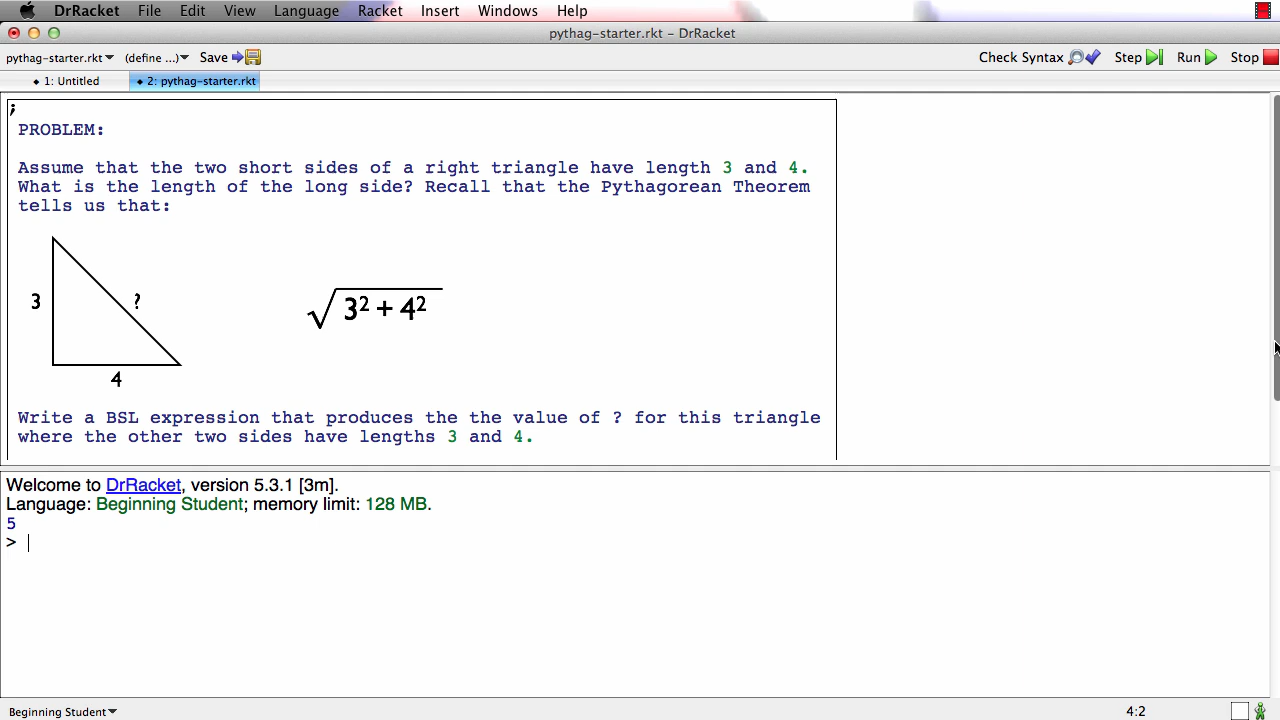 DrRacket File Edit View Language Racket Insert Windows Help
pythag-starter.rkt – DrRacket
pythag-starter.rkt (define ...) Save Check Syntax Step Run Stop
1: Untitled 2: pythag-starter.rkt
;
PROBLEM:
Assume that the two short sides of a right triangle have length 3 and 4.
What is the length of the long side? Recall that the Pythagorean Theorem
tells us that:
3 ? √3² + 4²
4
Write a BSL expression that produces the the value of ? for this triangle
where the other two sides have lengths 3 and 4.
Welcome to DrRacket, version 5.3.1 [3m].
Language: Beginning Student; memory limit: 128 MB.
5
>
Beginning Student 4:2